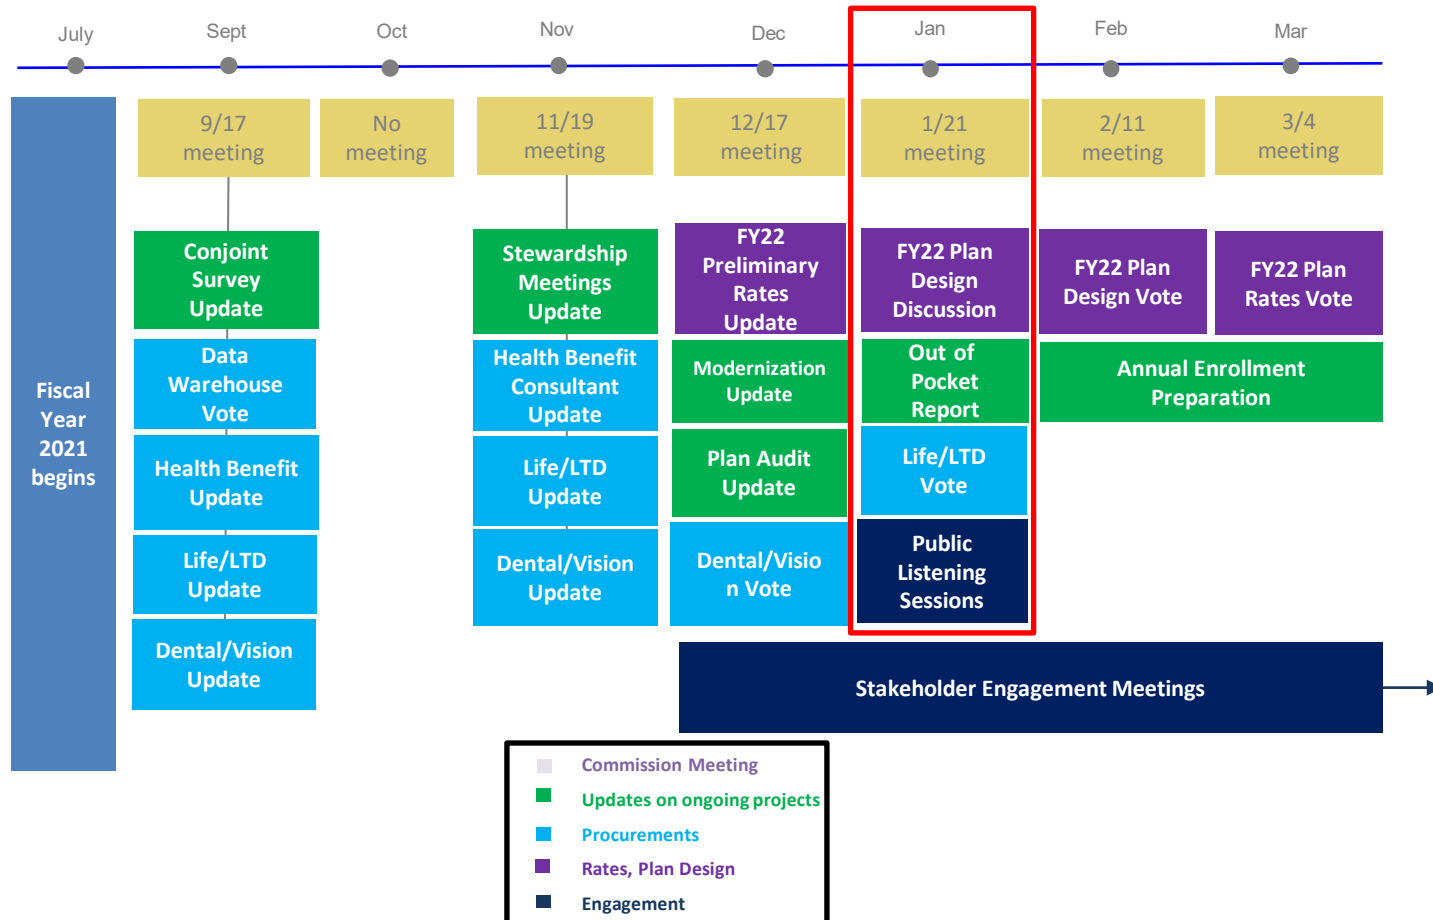 July
Sept
Oct
Nov
Dec
Jan
Feb
Mar
9/17
meeting
No
meeting
11/19
meeting
12/17
meeting
1/21
meeting
2/11
meeting
3/4
meeting
Fiscal
Year
2021
begins
Conjoint
Survey
Update
Data
Warehouse
Vote
Health Benefit
Update
Life/LTD
Update
Dental/Vision
Update
Stewardship
Meetings
Update
Health Benefit
Consultant
Update
Life/LTD
Update
Dental/Vision
Update
FY22
Preliminary
Rates
Update
Modernization
Update
Plan Audit
Update
Dental/Visio
n Vote
FY22 Plan
Design
Discussion
Out of
Pocket
Report
Life/LTD
Vote
Public
Listening
Sessions
FY22 Plan
Design Vote
FY22 Plan
Rates Vote
Annual Enrollment
Preparation
Stakeholder Engagement Meetings
Commission Meeting
Updates on ongoing projects
Procurements
Rates, Plan Design
Engagement